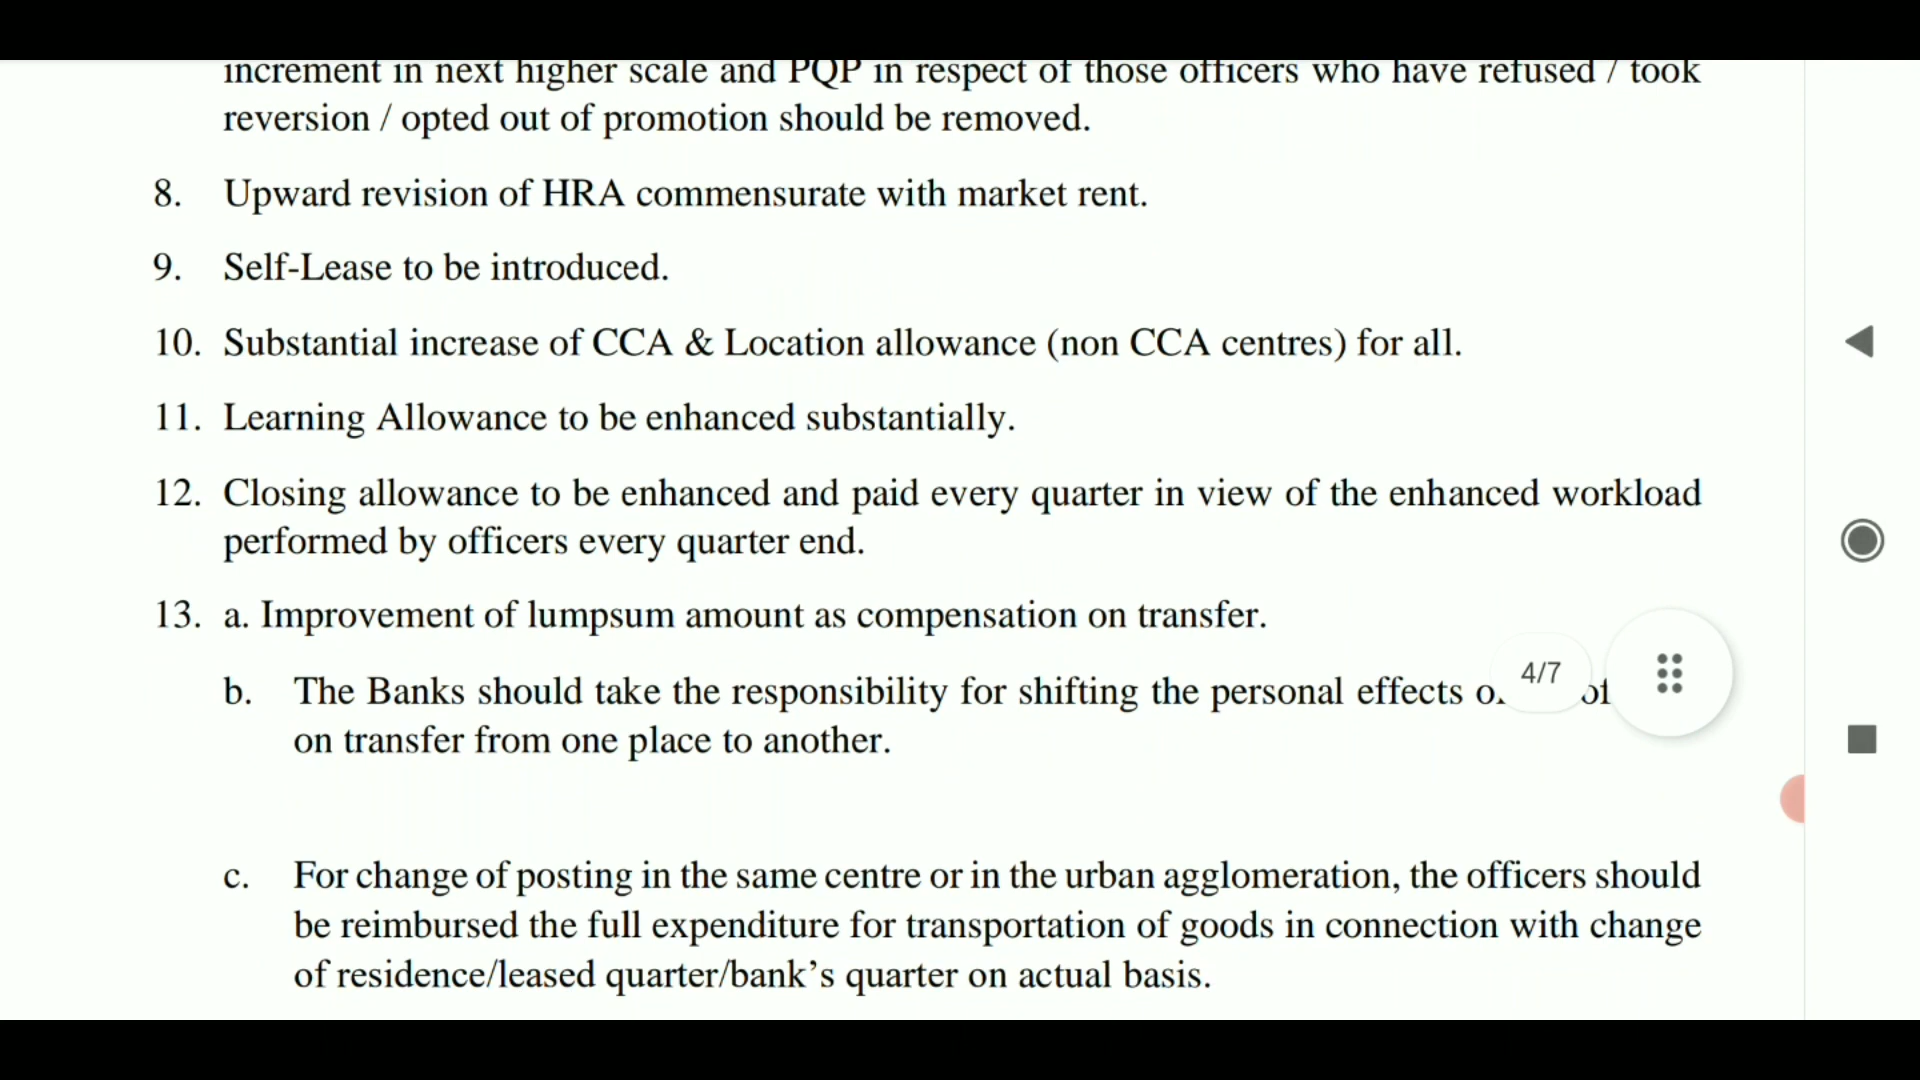 increment in next higher scale and PQP in respect of those officers who have refused / took
reversion / opted out of promotion should be removed.
8. Upward revision of HRA commensurate with market rent.
9. Self-Lease to be introduced.
10. Substantial increase of CCA & Location allowance (non CCA centres) for all.
11. Learning Allowance to be enhanced substantially.
12. Closing allowance to be enhanced and paid every quarter in view of the enhanced workload
performed by officers every quarter end.
13. a. Improvement of lumpsum amount as compensation on transfer.
b. The Banks should take the responsibility for shifting the personal effects
4/7
on transfer from one place to another.
c. For change of posting in the same centre or in the urban agglomeration, the officers should
be reimbursed the full expenditure for transportation of goods in connection with change
of residence/leased quarter/bank’s quarter on actual basis.